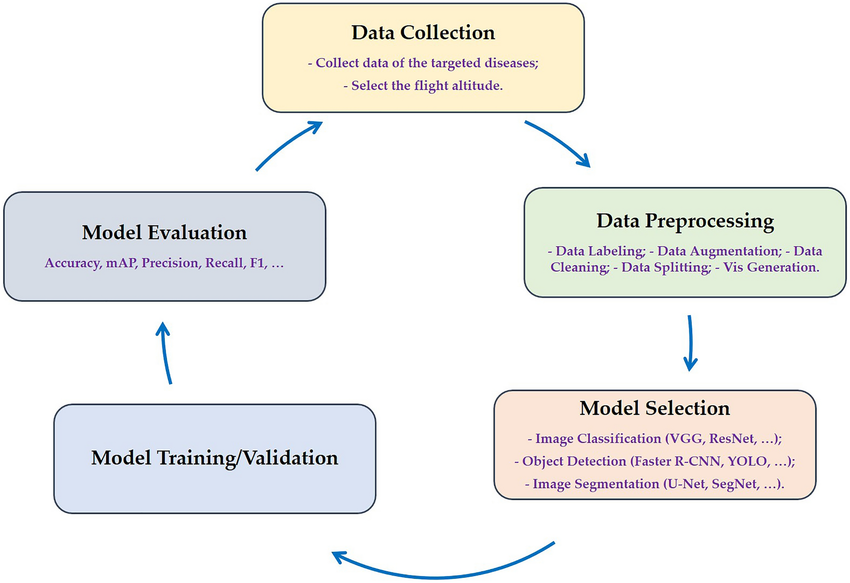 Data Collection
- Collect data of the targeted diseases;
- Select the flight altitude.
Data Preprocessing
- Data Labeling; - Data Augmentation; - Data
Cleaning; - Data Splitting; - Vis Generation.
Model Selection
- Image Classification (VGG, ResNet, …);
- Object Detection (Faster R-CNN, YOLO, …);
- Image Segmentation (U-Net, SegNet, …).
Model Training/Validation
Model Evaluation
Accuracy, mAP, Precision, Recall, F1, …